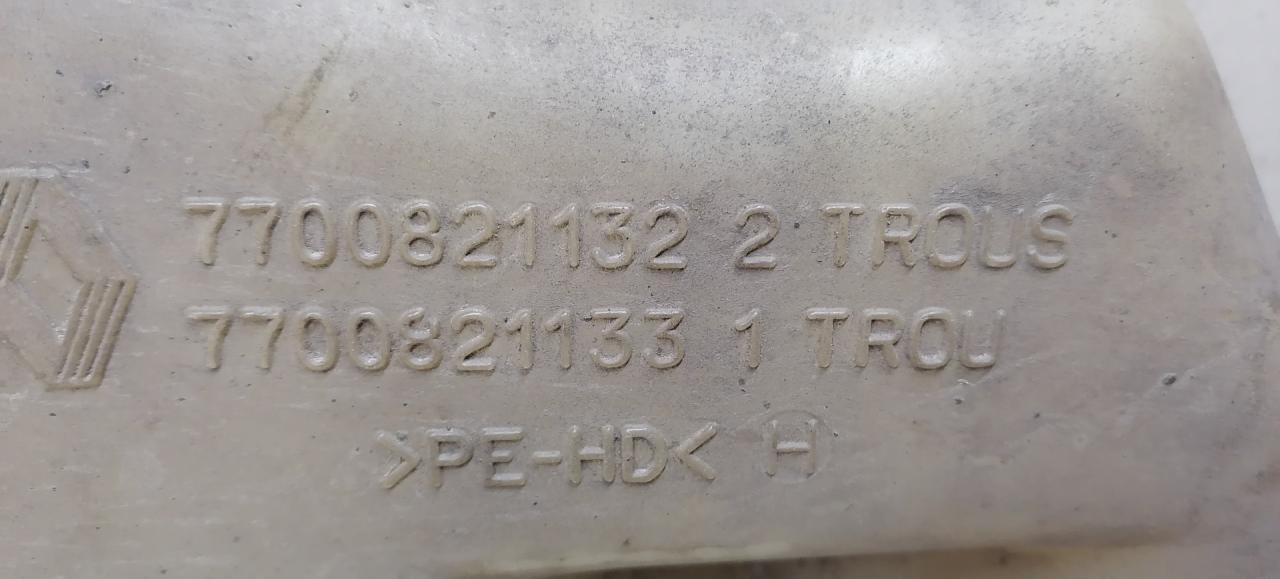 7700821132 2 TROUS
7700821133 1 TROU
>PE-HD< H